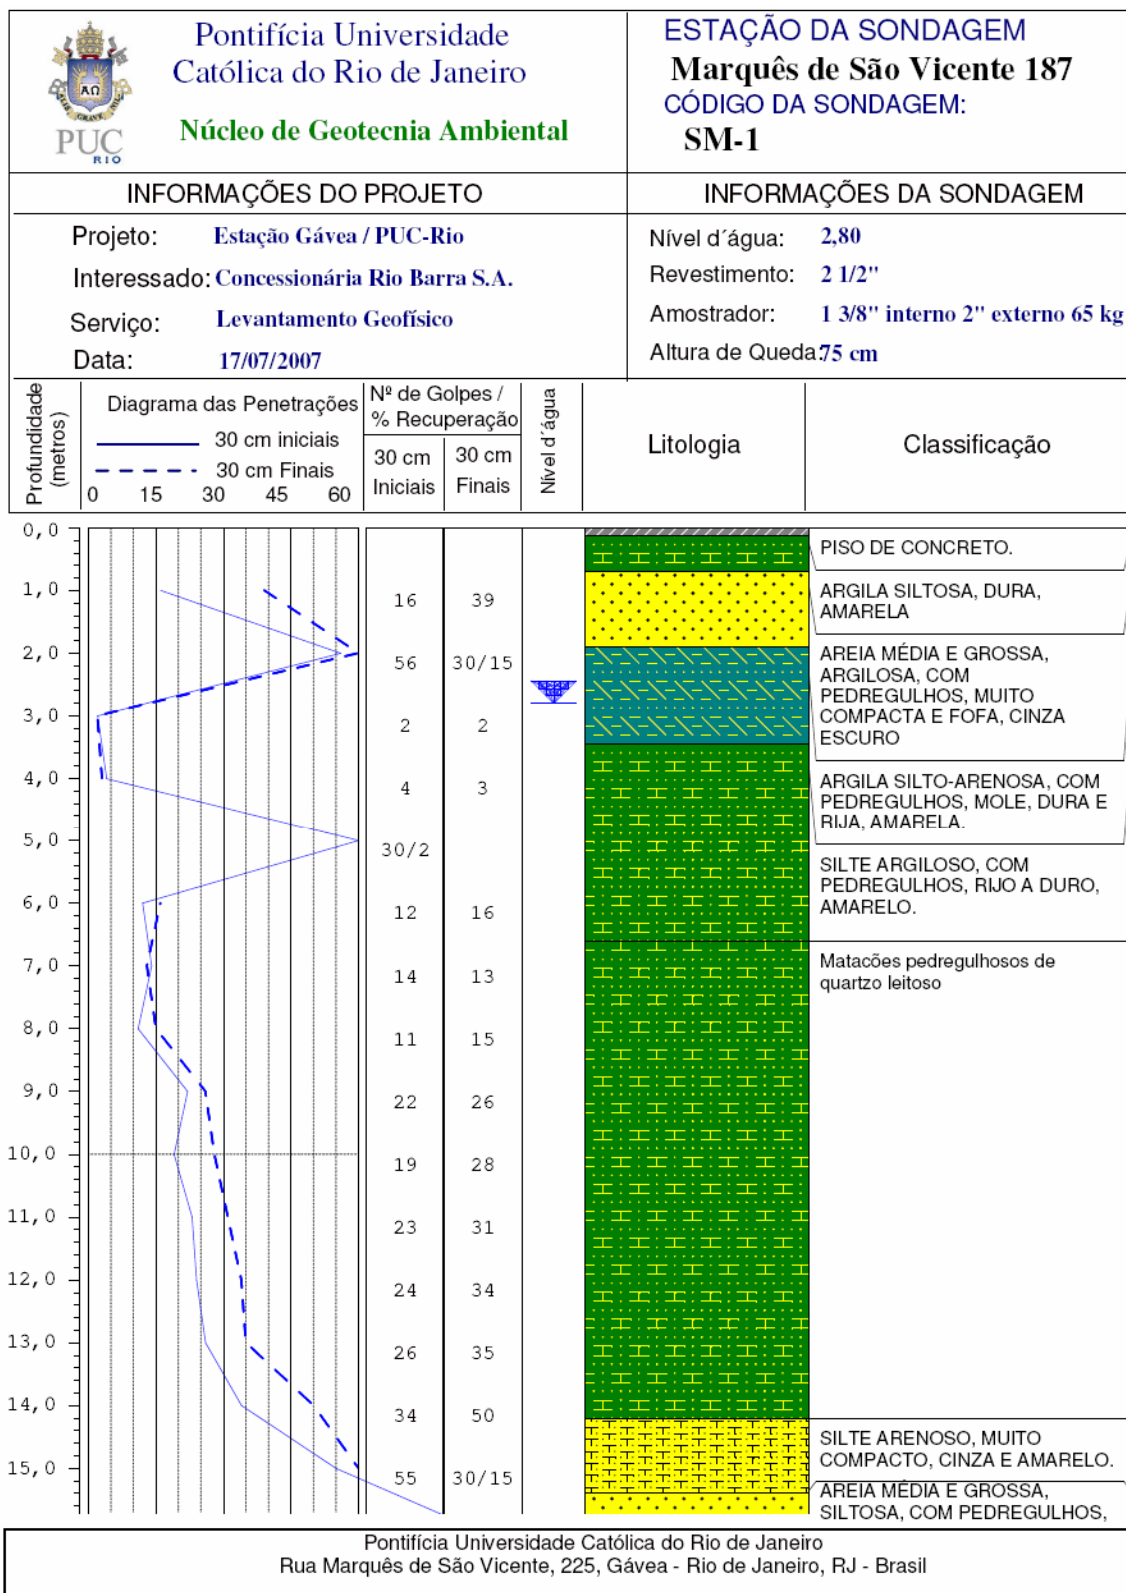 Pontifícia Universidade
Católica do Rio de Janeiro
Núcleo de Geotecnia Ambiental
ΑΩ
ALIS GRAVE NIL
PUC
RIO
ESTAÇÃO DA SONDAGEM
Marquês de São Vicente 187
CÓDIGO DA SONDAGEM:
SM-1
INFORMAÇÕES DO PROJETO
Projeto: Estação Gávea / PUC-Rio
Interessado: Concessionária Rio Barra S.A.
Serviço: Levantamento Geofísico
Data: 17/07/2007
INFORMAÇÕES DA SONDAGEM
Nível d´água: 2,80
Revestimento: 2 1/2"
Amostrador: 1 3/8" interno 2" externo 65 kg
Altura de Queda: 75 cm
Profundidade
(metros)
Diagrama das Penetrações
30 cm iniciais
30 cm Finais
0 15 30 45 60
Nº de Golpes /
% Recuperação
30 cm
Iniciais
30 cm
Finais
Nível d´água
Litologia
Classificação
0,0
1,0
2,0
3,0
4,0
5,0
6,0
7,0
8,0
9,0
10,0
11,0
12,0
13,0
14,0
15,0
16 39
56 30/15
2 2
4 3
30/2
12 16
14 13
11 15
22 26
19 28
23 31
24 34
26 35
34 50
55 30/15
PISO DE CONCRETO.
ARGILA SILTOSA, DURA,
AMARELA
AREIA MÉDIA E GROSSA,
ARGILOSA, COM
PEDREGULHOS, MUITO
COMPACTA E FOFA, CINZA
ESCURO
ARGILA SILTO-ARENOSA, COM
PEDREGULHOS, MOLE, DURA E
RIJA, AMARELA.
SILTE ARGILOSO, COM
PEDREGULHOS, RIJO A DURO,
AMARELO.
Matacões pedregulhosos de
quartzo leitoso
SILTE ARENOSO, MUITO
COMPACTO, CINZA E AMARELO.
AREIA MÉDIA E GROSSA,
SILTOSA, COM PEDREGULHOS,
Pontifícia Universidade Católica do Rio de Janeiro
Rua Marquês de São Vicente, 225, Gávea - Rio de Janeiro, RJ - Brasil